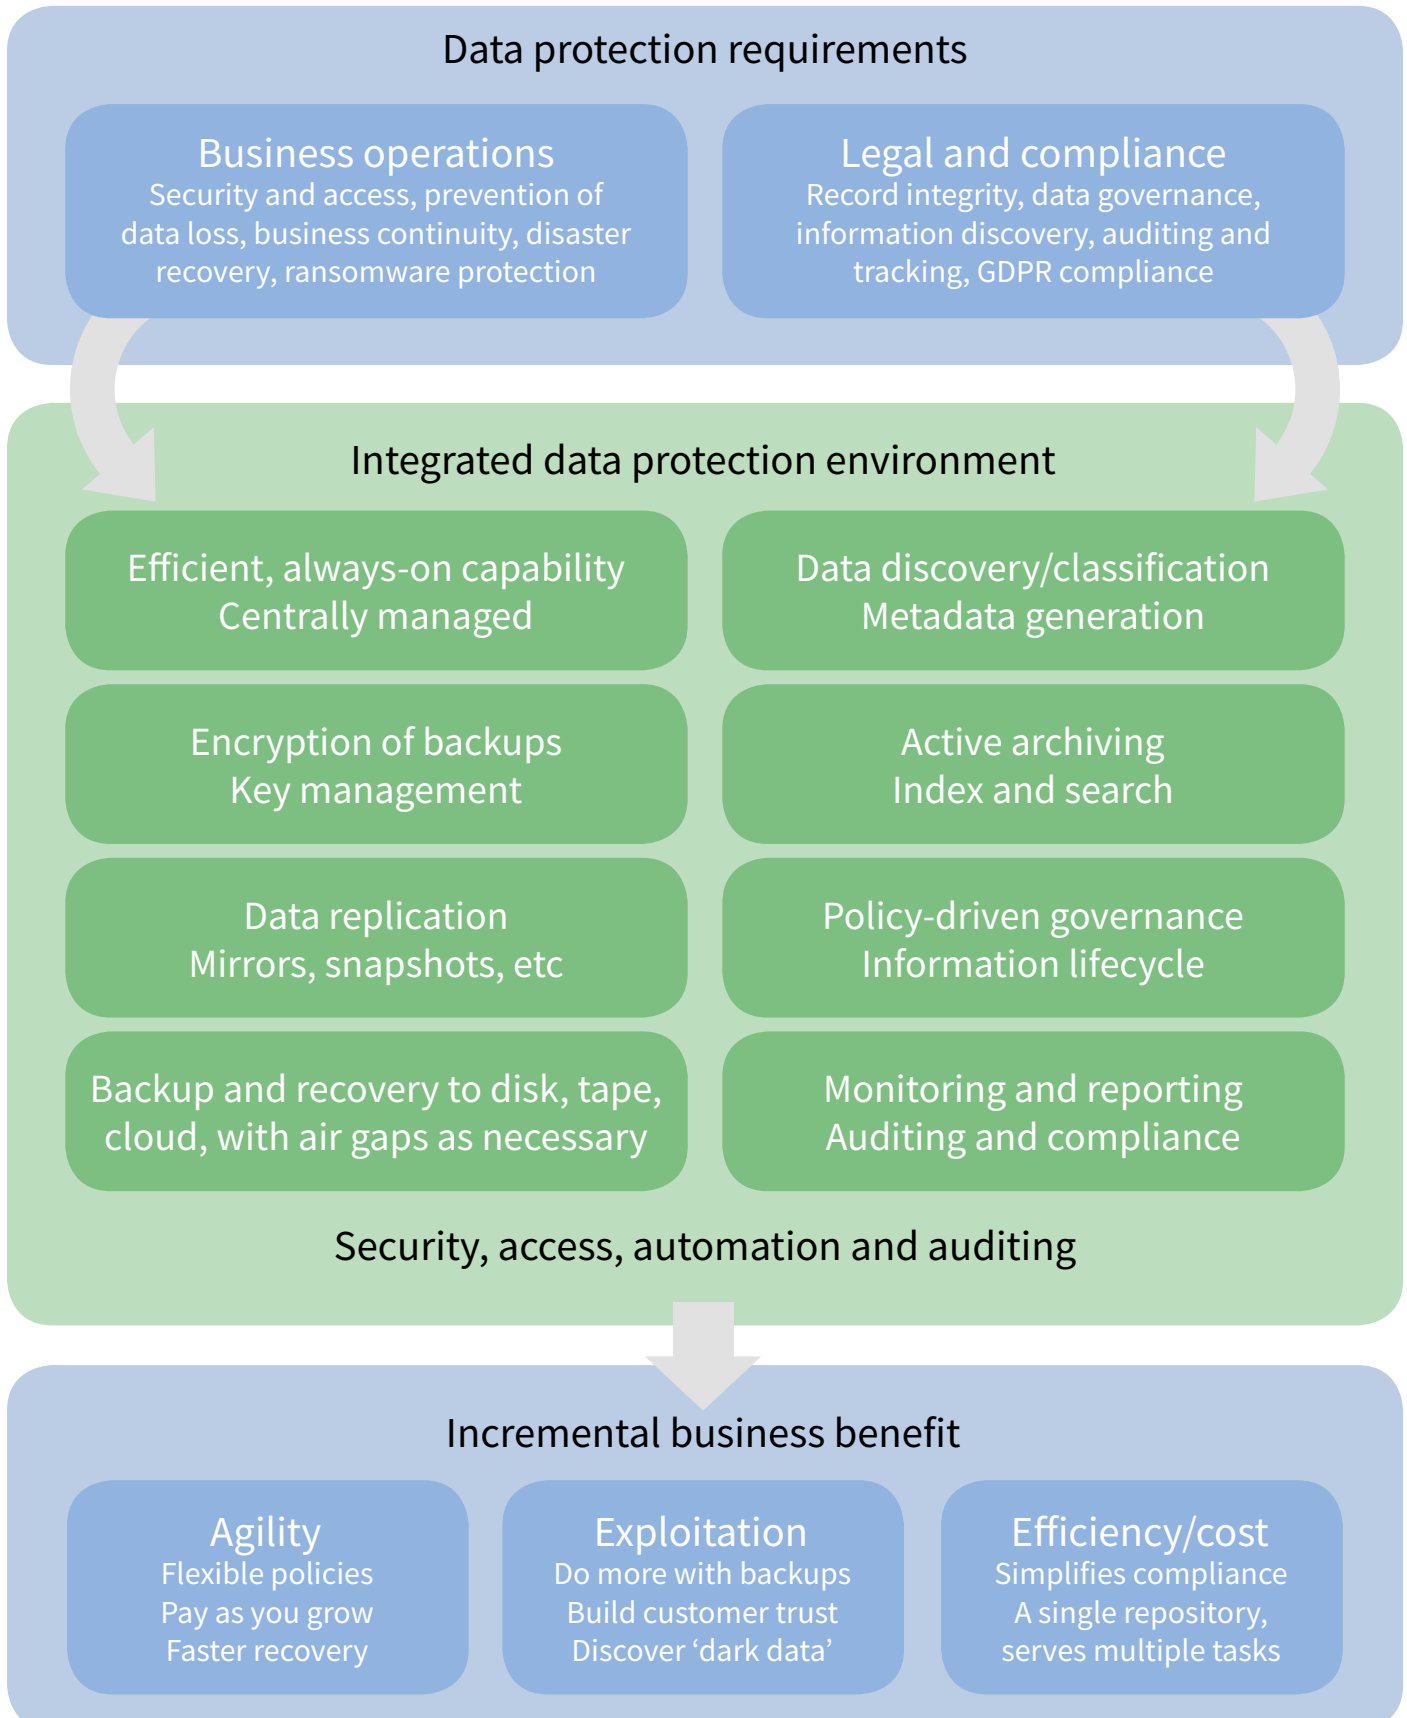 Data protection requirements
Business operations
Security and access, prevention of
data loss, business continuity, disaster
recovery, ransomware protection
Legal and compliance
Record integrity, data governance,
information discovery, auditing and
tracking, GDPR compliance
Integrated data protection environment
Efficient, always-on capability
Centrally managed
Data discovery/classification
Metadata generation
Encryption of backups
Key management
Active archiving
Index and search
Data replication
Mirrors, snapshots, etc
Policy-driven governance
Information lifecycle
Backup and recovery to disk, tape,
cloud, with air gaps as necessary
Monitoring and reporting
Auditing and compliance
Security, access, automation and auditing
Incremental business benefit
Agility
Flexible policies
Pay as you grow
Faster recovery
Exploitation
Do more with backups
Build customer trust
Discover ‘dark data’
Efficiency/cost
Simplifies compliance
A single repository,
serves multiple tasks